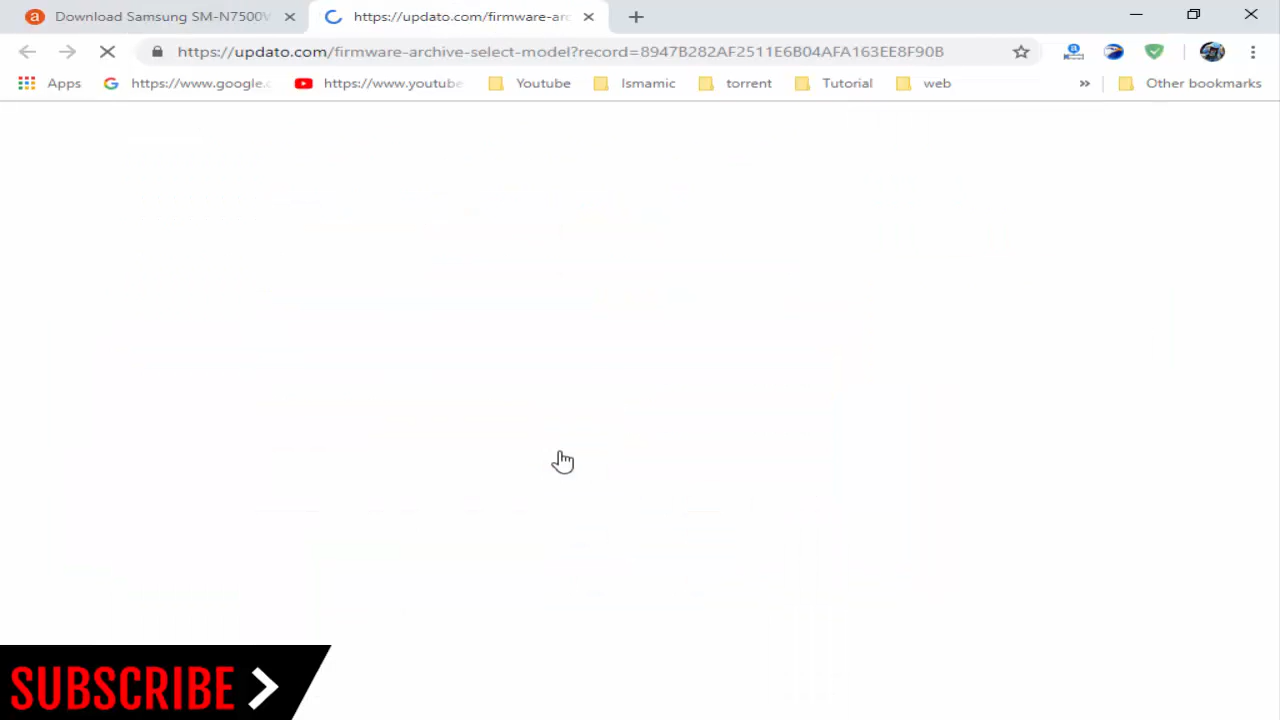 Download Samsung SM-N7500V
https://updato.com/firmware-arc
https://updato.com/firmware-archive-select-model?record=8947B282AF2511E6B04AFA163EE8F90B
Apps https://www.google.c https://www.youtube Youtube Ismamic torrent Tutorial web » Other bookmarks
SUBSCRIBE